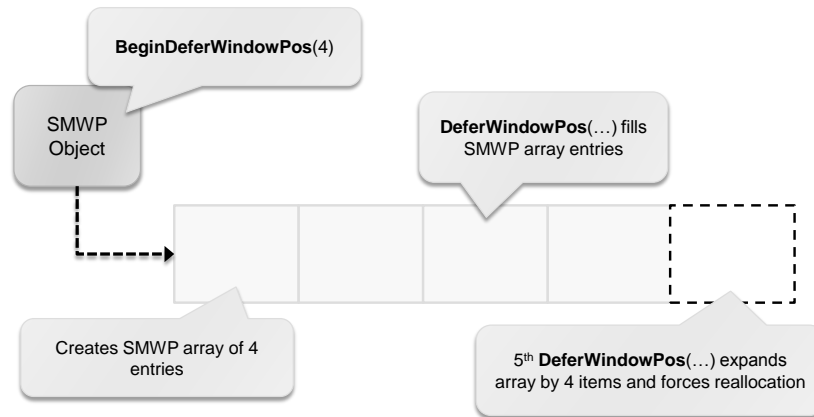 BeginDeferWindowPos(4)
SMWP
Object
DeferWindowPos(…) fills
SMWP array entries
Creates SMWP array of 4
entries
5th DeferWindowPos(…) expands
array by 4 items and forces reallocation